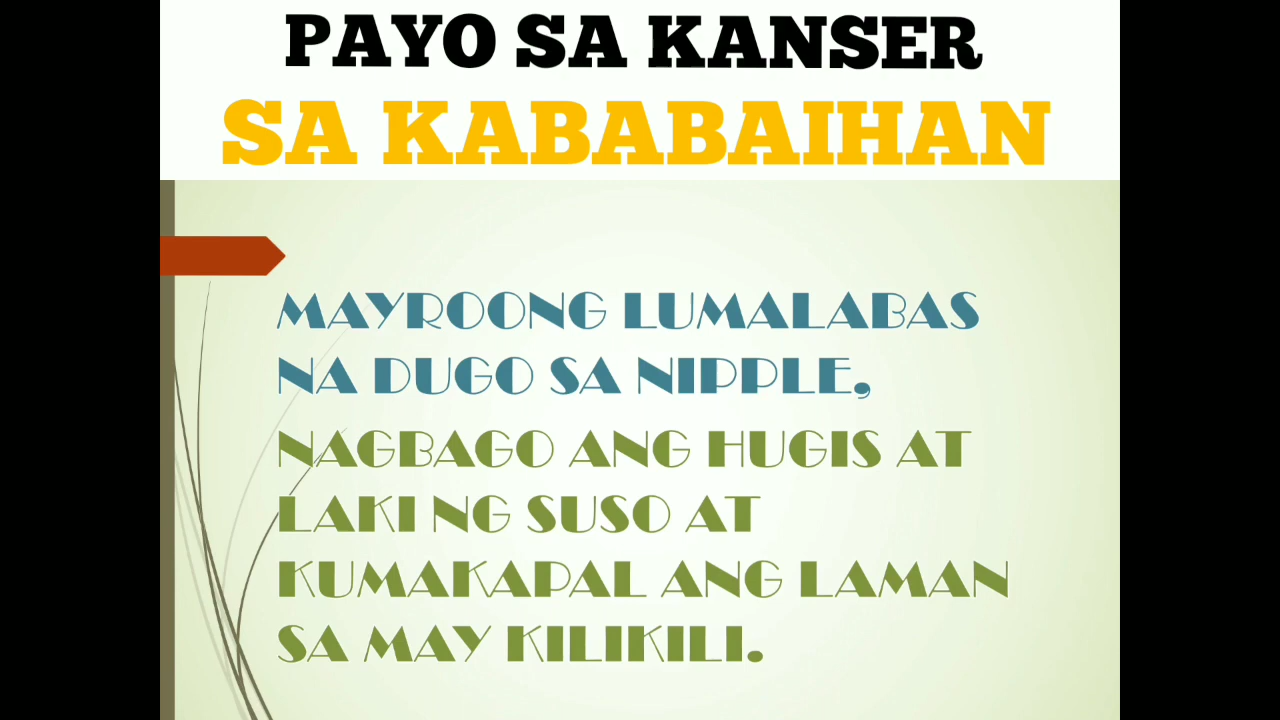 PAYO SA KANSER
SA KABABAIHAN
MAYROONG LUMALABAS
NA DUGO SA NIPPLE,
NAGBAGO ANG HUGIS AT
LAKI NG SUSO AT
KUMAKAPAL ANG LAMAN
SA MAY KILIKILI.